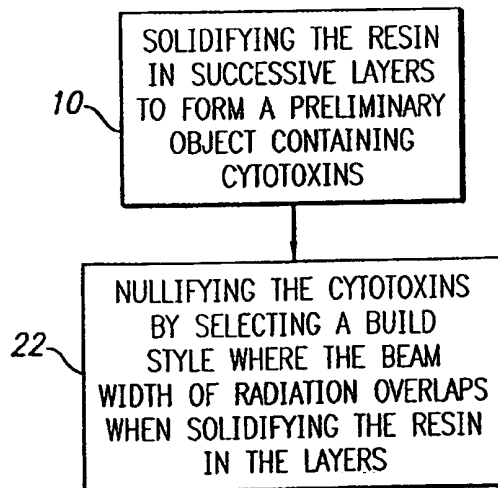 SOLIDIFYING THE RESIN
IN SUCCESSIVE LAYERS
TO FORM A PRELIMINARY
OBJECT CONTAINING
CYTOTOXINS
10
NULLIFYING THE CYTOTOXINS
BY SELECTING A BUILD
STYLE WHERE THE BEAM
WIDTH OF RADIATION OVERLAPS
WHEN SOLIDIFYING THE RESIN
IN THE LAYERS
22